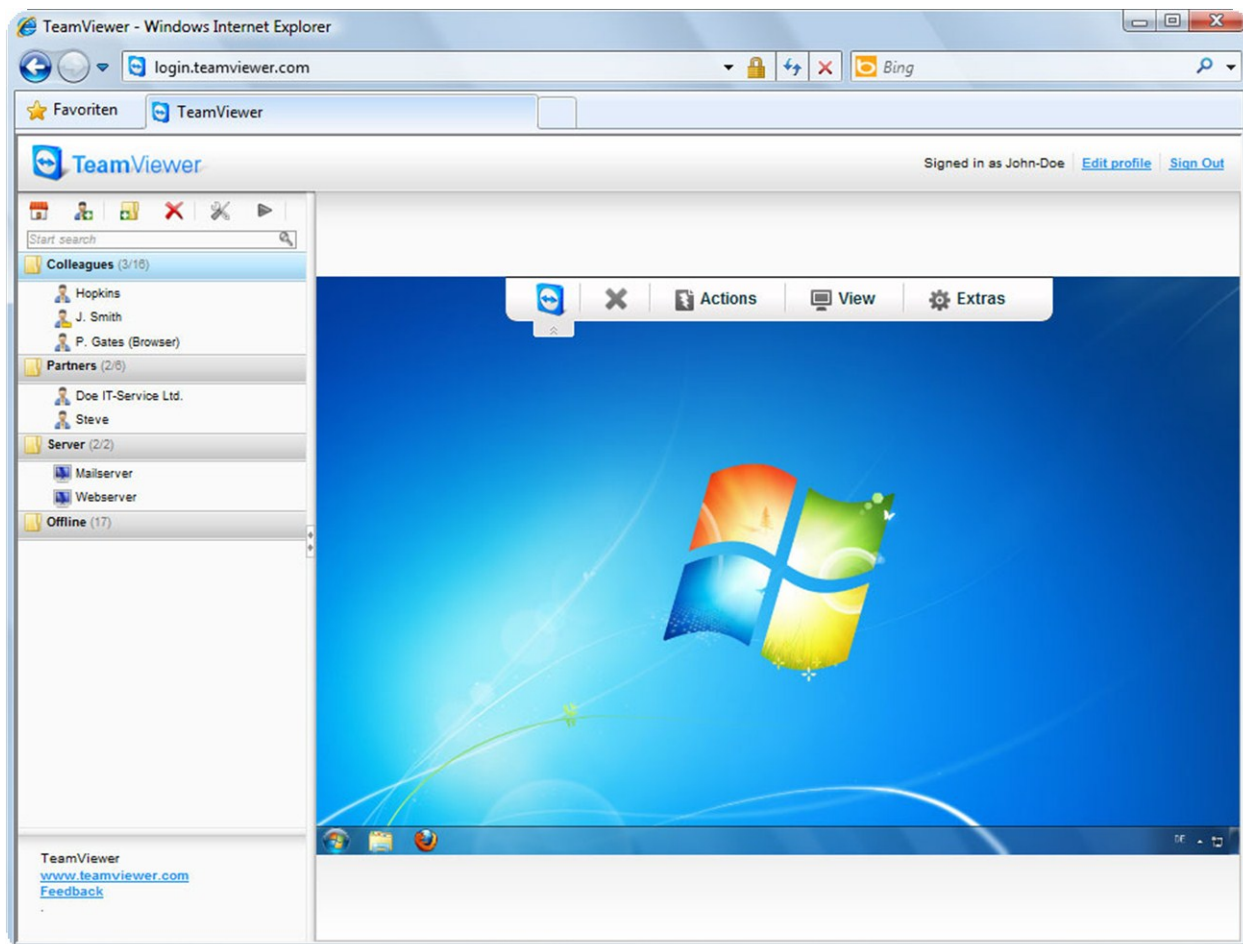 TeamViewer - Windows Internet Explorer
login.teamviewer.com
Bing
Favoriten
TeamViewer
TeamViewer
Signed in as John-Doe Edit profile Sign Out
Start search
Colleagues (3/16)
Hopkins
J. Smith
P. Gates (Browser)
Partners (2/6)
Doe IT-Service Ltd.
Steve
Server (2/2)
Mailserver
Webserver
Offline (17)
Actions View Extras
DE
TeamViewer
www.teamviewer.com
Feedback
.